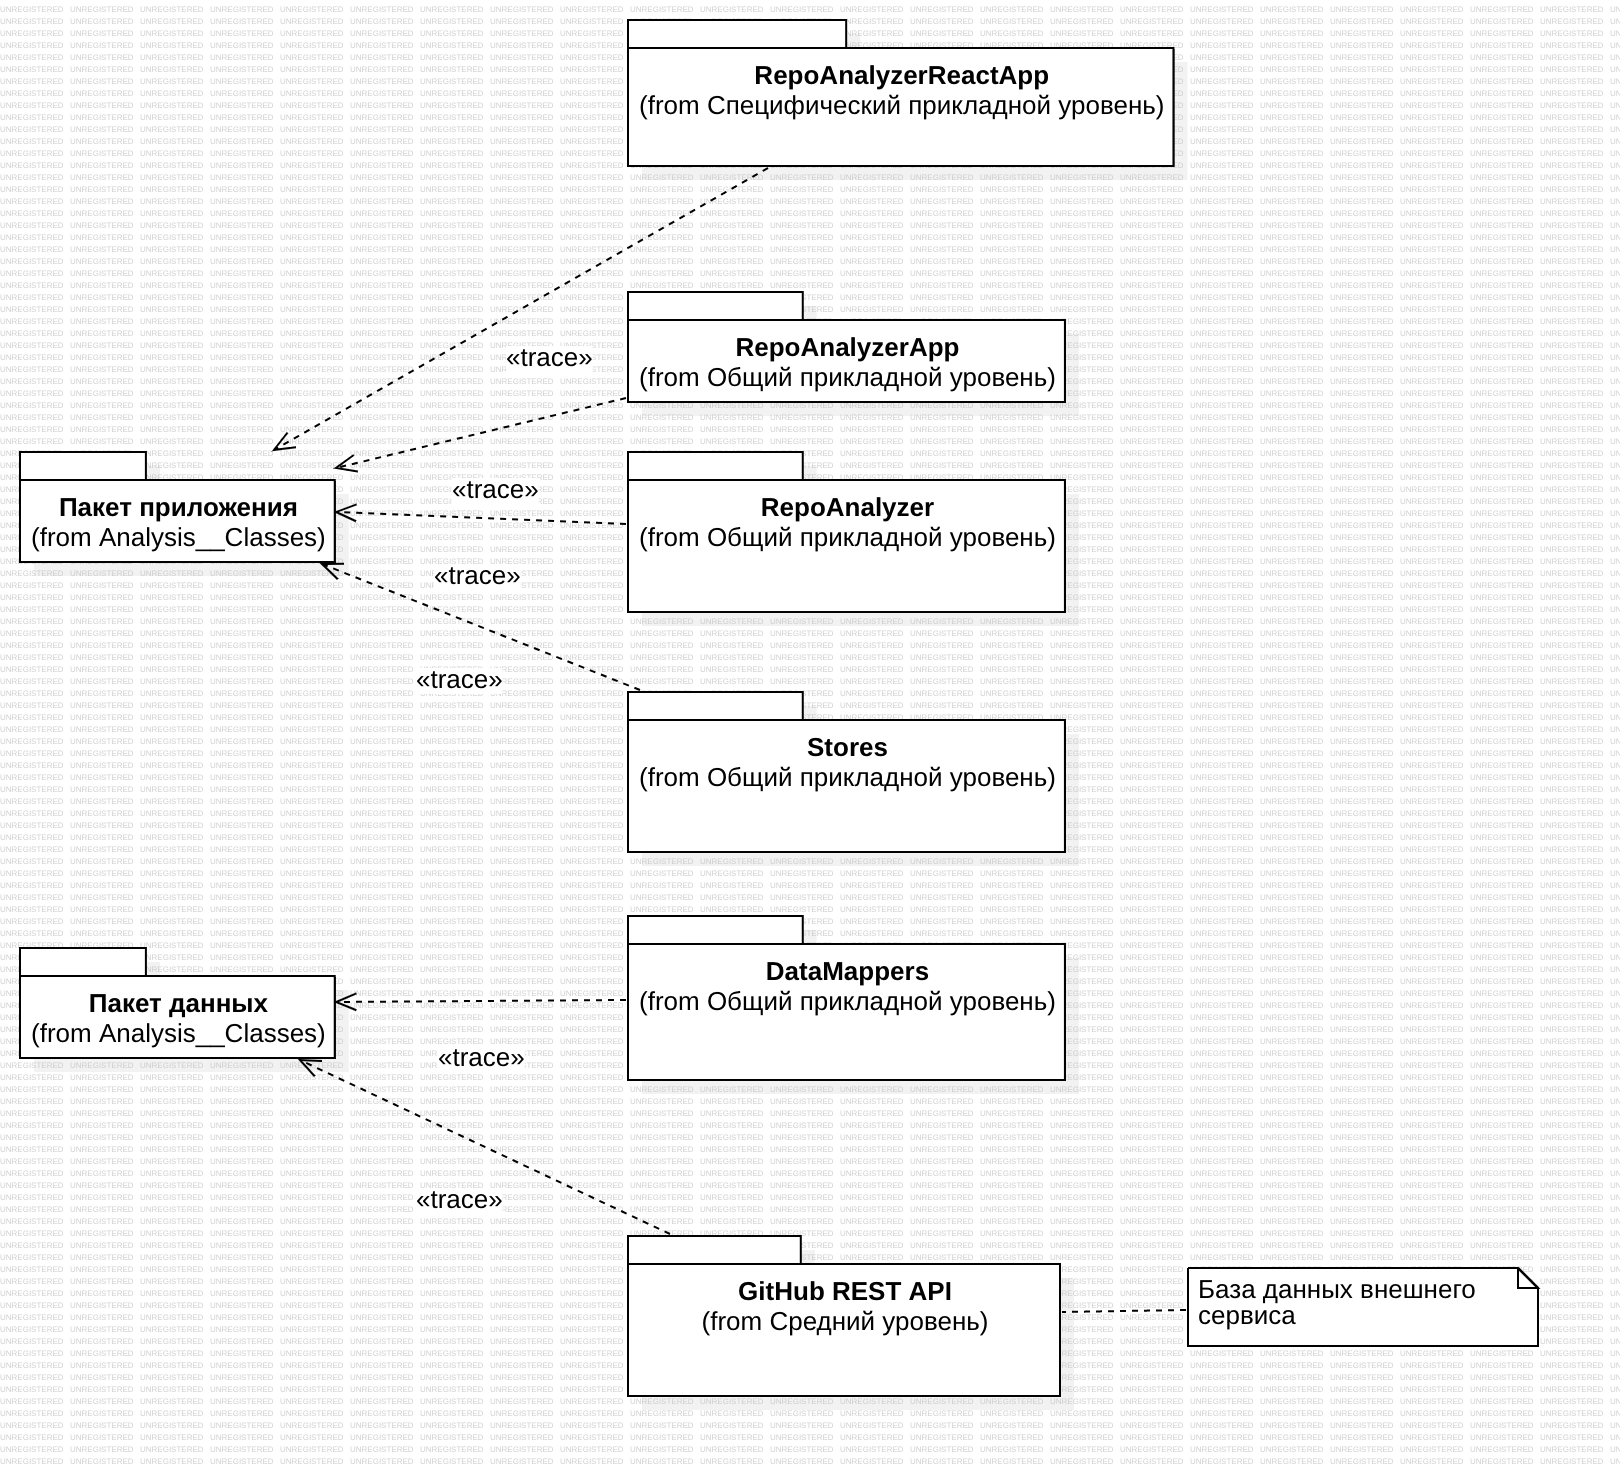 RepoAnalyzerReactApp
(from Специфический прикладной уровень)
RepoAnalyzerApp
(from Общий прикладной уровень)
«trace»
Пакет приложения
(from Analysis__Classes)
«trace»
RepoAnalyzer
(from Общий прикладной уровень)
«trace»
«trace»
Stores
(from Общий прикладной уровень)
Пакет данных
(from Analysis__Classes)
DataMappers
(from Общий прикладной уровень)
«trace»
«trace»
GitHub REST API
(from Средний уровень)
База данных внешнего
сервиса
UNREGISTERED